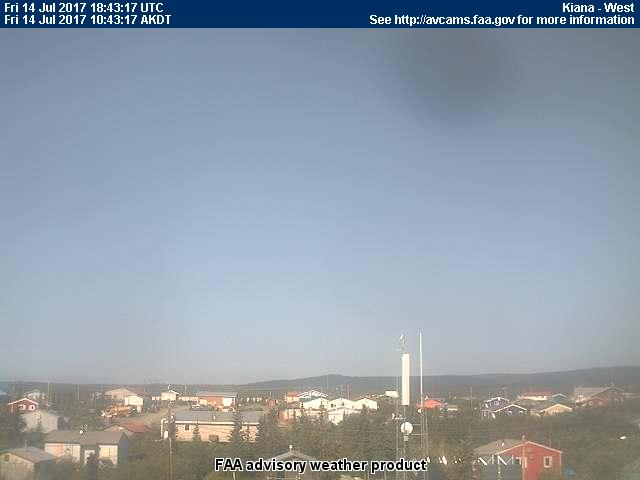 Fri 14 Jul 2017 18:43:17 UTC
Kiana - West
Fri 14 Jul 2017 10:43:17 AKDT
See http://avcams.faa.gov for more information
FAA advisory weather product